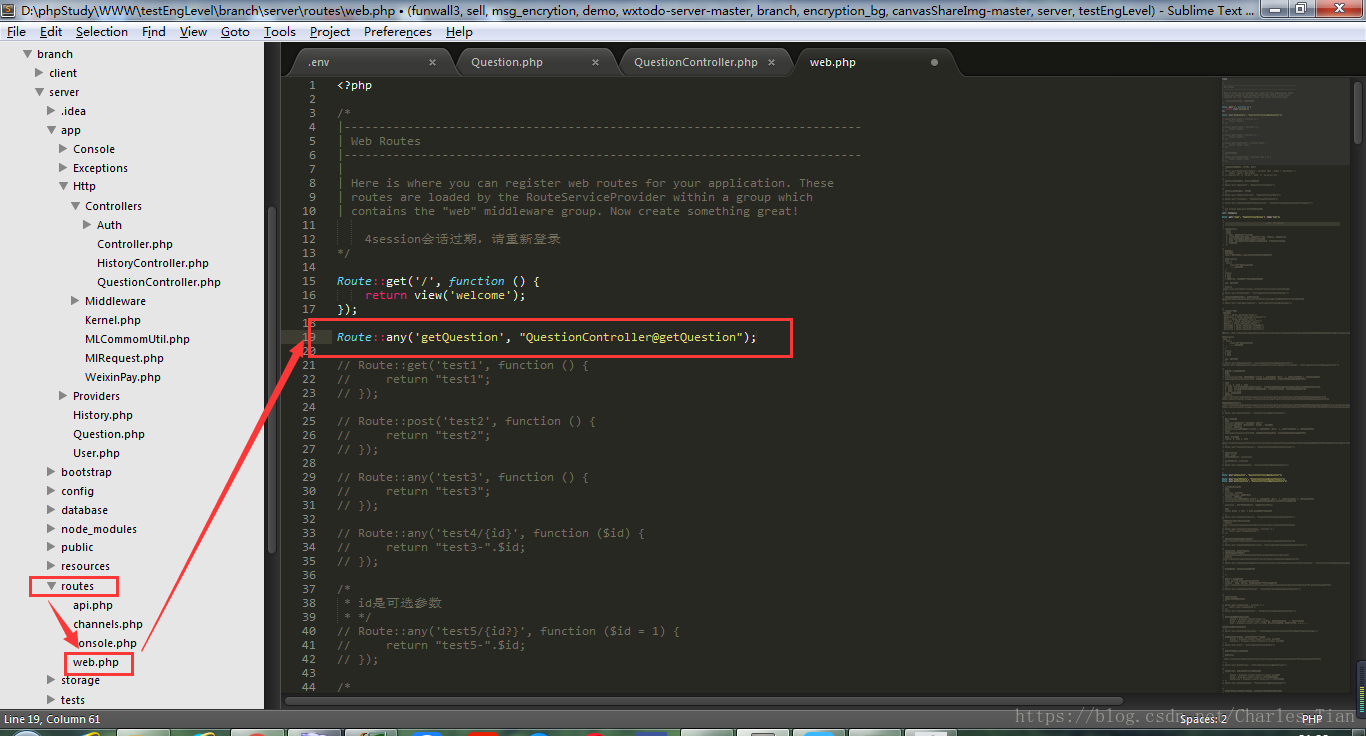 D:\phpStudy\WWW\testEngLevel\branch\server\routes\web.php • (funwall3, sell, msg_encrytion, demo, wxtodo-server-master, branch, encryption_bg, canvasShareImg-master, server, testEngLevel) - Sublime Text ...
File Edit Selection Find View Goto Tools Project Preferences Help
branch
client
server
.idea
app
Console
Exceptions
Http
Controllers
Auth
Controller.php
HistoryController.php
QuestionController.php
Middleware
Kernel.php
MLCommomUtil.php
MlRequest.php
WeixinPay.php
Providers
History.php
Question.php
User.php
bootstrap
config
database
node_modules
public
resources
routes
api.php
channels.php
console.php
web.php
storage
tests
.env × Question.php × QuestionController.php × web.php
1 <?php
2
3 /*
4 |--------------------------------------------------------------------------
5 | Web Routes
6 |--------------------------------------------------------------------------
7 |
8 | Here is where you can register web routes for your application. These
9 | routes are loaded by the RouteServiceProvider within a group which
10 | contains the "web" middleware group. Now create something great!
11
12 4session会话过期，请重新登录
13 */
14
15 Route::get('/', function () {
16 return view('welcome');
17 });
18
19 Route::any('getQuestion', "QuestionController@getQuestion");
20
21 // Route::get('test1', function () {
22 // return "test1";
23 // });
24
25 // Route::post('test2', function () {
26 // return "test2";
27 // });
28
29 // Route::any('test3', function () {
30 // return "test3";
31 // });
32
33 // Route::any('test4/{id}', function ($id) {
34 // return "test3-".$id;
35 // });
36
37 /*
38 * id是可选参数
39 * */
40 // Route::any('test5/{id?}', function ($id = 1) {
41 // return "test5-".$id;
42 // });
43
44 /*
Line 19, Column 61
Spaces: 2
PHP
https://blog.csdn.net/Charles_Tian